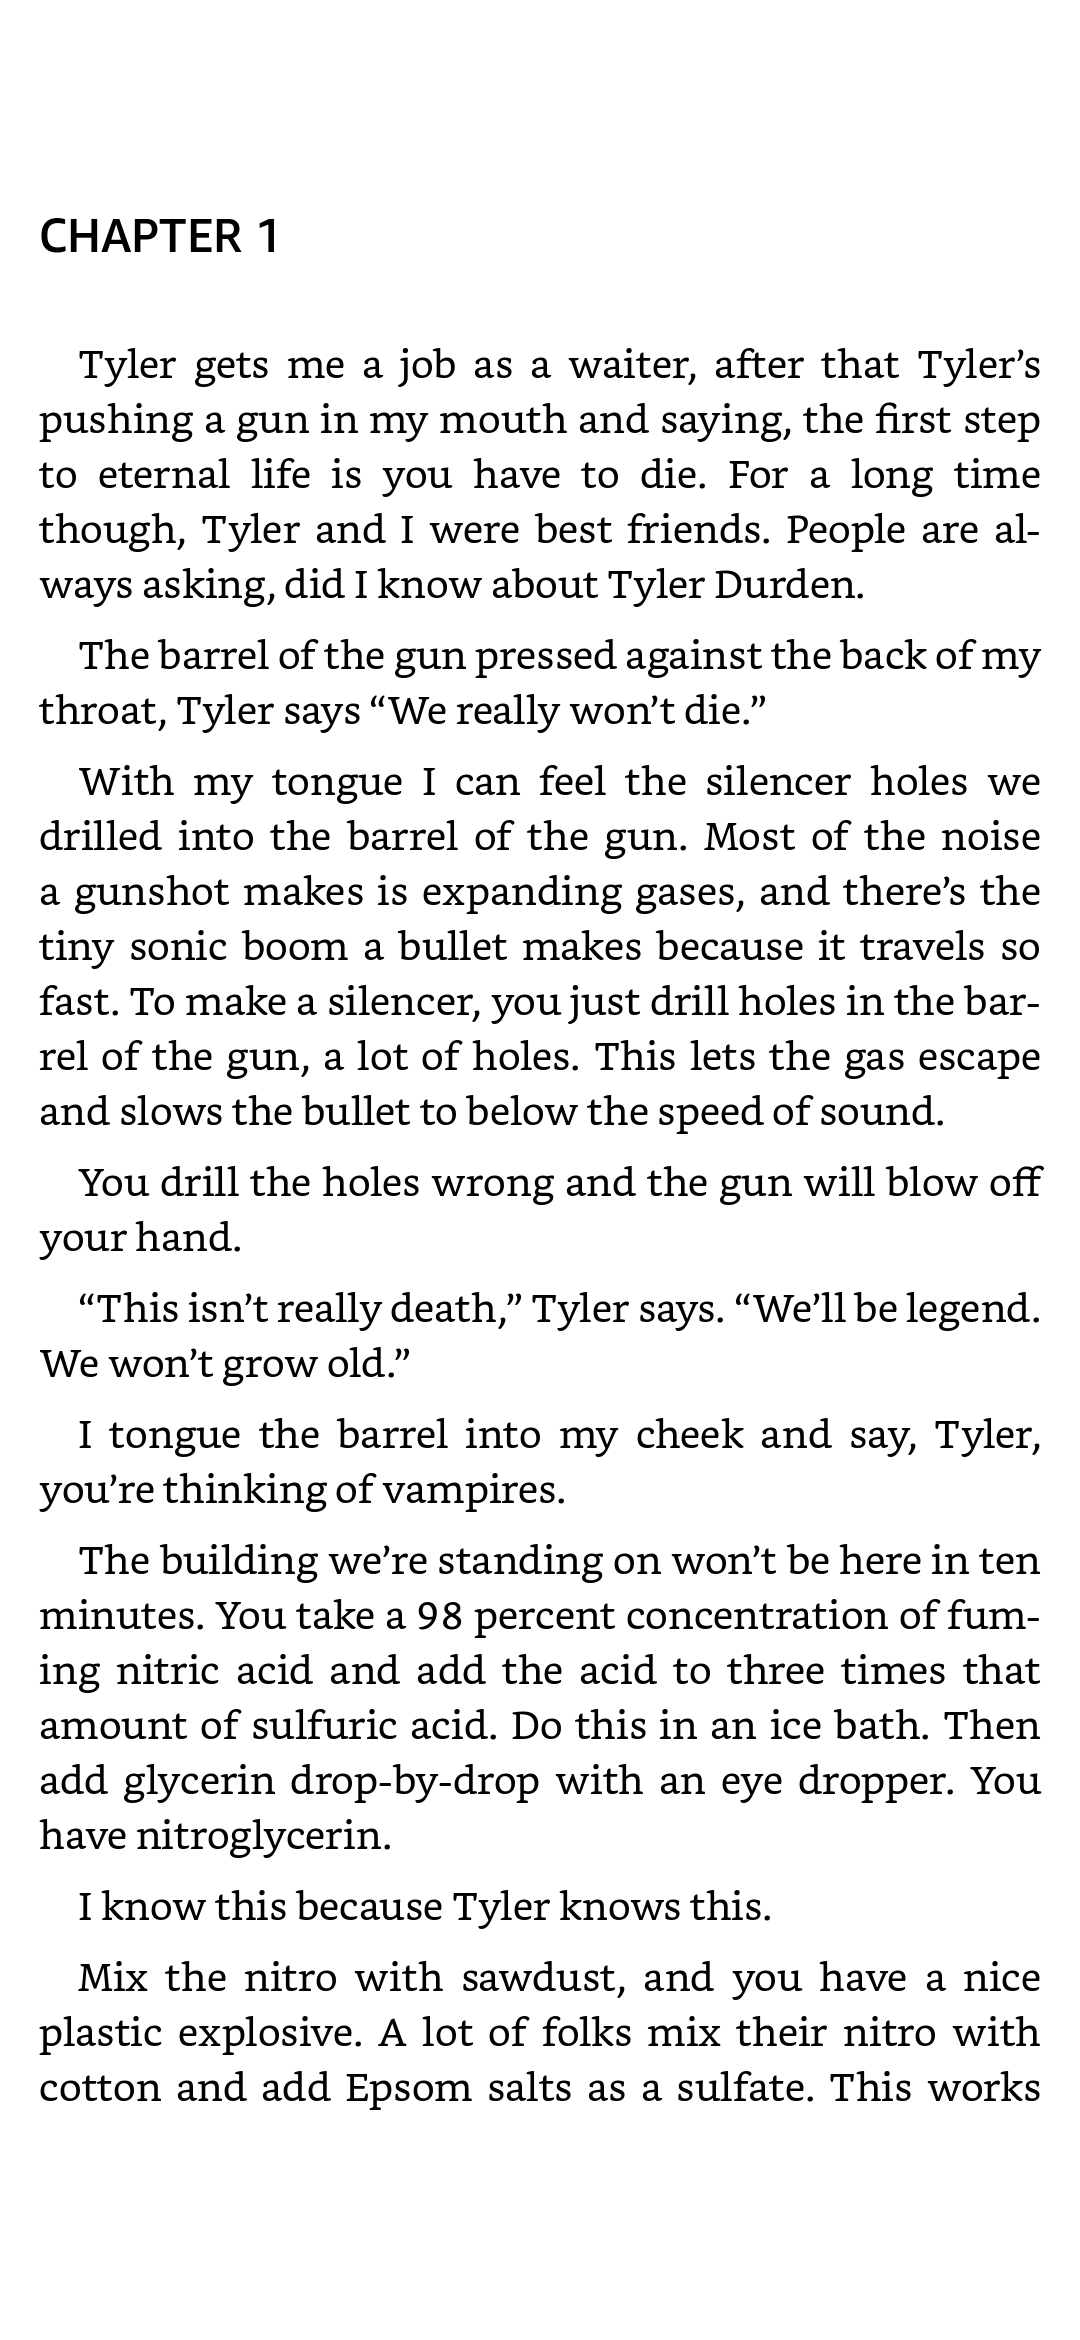 CHAPTER 1
Tyler gets me a job as a waiter, after that Tyler’s
pushing a gun in my mouth and saying, the first step
to eternal life is you have to die. For a long time
though, Tyler and I were best friends. People are al-
ways asking, did I know about Tyler Durden.
The barrel of the gun pressed against the back of my
throat, Tyler says “We really won’t die.”
With my tongue I can feel the silencer holes we
drilled into the barrel of the gun. Most of the noise
a gunshot makes is expanding gases, and there’s the
tiny sonic boom a bullet makes because it travels so
fast. To make a silencer, you just drill holes in the bar-
rel of the gun, a lot of holes. This lets the gas escape
and slows the bullet to below the speed of sound.
You drill the holes wrong and the gun will blow off
your hand.
“This isn’t really death,” Tyler says. “We’ll be legend.
We won’t grow old.”
I tongue the barrel into my cheek and say, Tyler,
you’re thinking of vampires.
The building we’re standing on won’t be here in ten
minutes. You take a 98 percent concentration of fum-
ing nitric acid and add the acid to three times that
amount of sulfuric acid. Do this in an ice bath. Then
add glycerin drop-by-drop with an eye dropper. You
have nitroglycerin.
I know this because Tyler knows this.
Mix the nitro with sawdust, and you have a nice
plastic explosive. A lot of folks mix their nitro with
cotton and add Epsom salts as a sulfate. This works